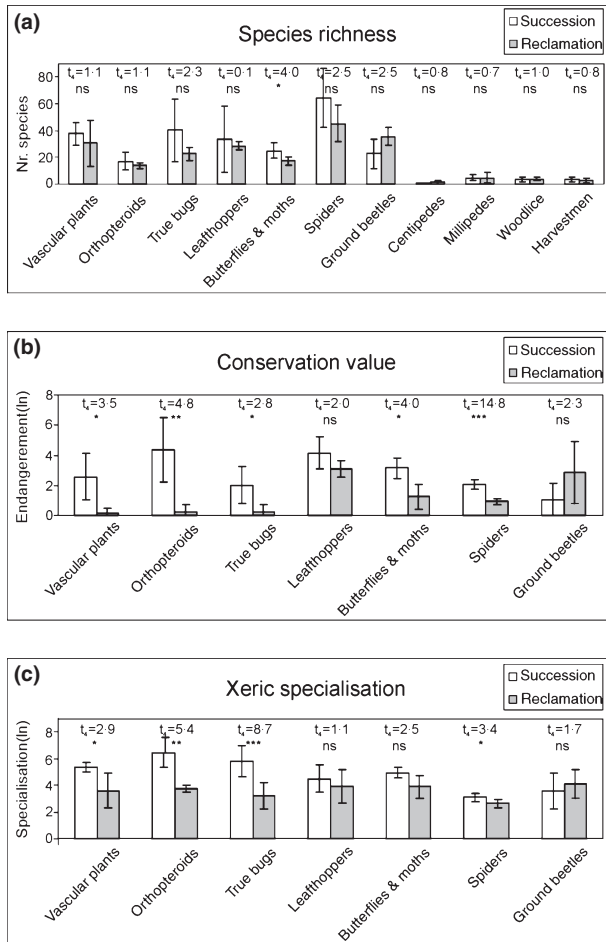 (a)
Species richness
Succession
Reclamation
t₄=1·1 t₄=1.1 t₄=2·3 t₄=0·1 t₄=4·0 t₄=2·5 t₄=2·5 t₄=0·8 t₄=0·7 t₄=1·0 t₄=0·8
ns ns ns ns * ns ns ns ns ns ns
Nr. species
80
60
40
20
0
Vascular plants
Orthopteroids
True bugs
Leafthoppers
Butterflies & moths
Spiders
Ground beetles
Centipedes
Millipedes
Woodlice
Harvestmen
(b)
Conservation value
Succession
Reclamation
t₄=3·5 t₄=4·8 t₄=2·8 t₄=2·0 t₄=4·0 t₄=14·8 t₄=2·3
* ** * ns * *** ns
Endangerement(ln)
8
6
4
2
0
Vascular plants
Orthopteroids
True bugs
Leafthoppers
Butterflies & moths
Spiders
Ground beetles
(c)
Xeric specialisation
Succession
Reclamation
t₄=2·9 t₄=5·4 t₄=8·7 t₄=1·1 t₄=2·5 t₄=3·4 t₄=1·7
* ** *** ns ns * ns
Specialisation(ln)
8
6
4
2
0
Vascular plants
Orthopteroids
True bugs
Leafthoppers
Butterflies & moths
Spiders
Ground beetles